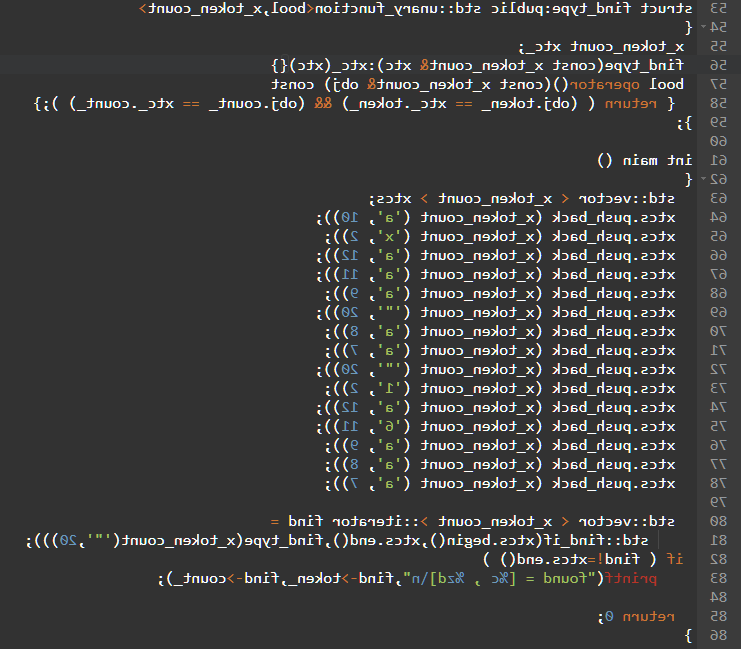 53 struct find_type:public std::unary_function<bool,x_token_count>
54 {
55 x_token_count xtc_;
56 find_type(const x_token_count& xtc):xtc_(xtc){}
57 bool operator()(const x_token_count& obj) const
58 { return ( (obj.token_ == xtc_.token_) && (obj.count_ == xtc_.count_) );}
59 };
60
61 int main ()
62 {
63 std::vector < x_token_count > xtcs;
64 xtcs.push_back (x_token_count ('a', 10));
65 xtcs.push_back (x_token_count ('x', 2));
66 xtcs.push_back (x_token_count ('a', 12));
67 xtcs.push_back (x_token_count ('a', 11));
68 xtcs.push_back (x_token_count ('a', 9));
69 xtcs.push_back (x_token_count ('"', 20));
70 xtcs.push_back (x_token_count ('a', 8));
71 xtcs.push_back (x_token_count ('a', 7));
72 xtcs.push_back (x_token_count ('"', 20));
73 xtcs.push_back (x_token_count ('1', 2));
74 xtcs.push_back (x_token_count ('a', 12));
75 xtcs.push_back (x_token_count ('6', 11));
76 xtcs.push_back (x_token_count ('a', 9));
77 xtcs.push_back (x_token_count ('a', 8));
78 xtcs.push_back (x_token_count ('a', 7));
79
80 std::vector < x_token_count >::iterator find =
81 std::find_if(xtcs.begin(),xtcs.end(),find_type(x_token_count('"',20)));
82 if ( find!=xtcs.end() )
83 printf("found = [%c , %zd]\n",find->token_,find->count_);
84
85 return 0;
86 }